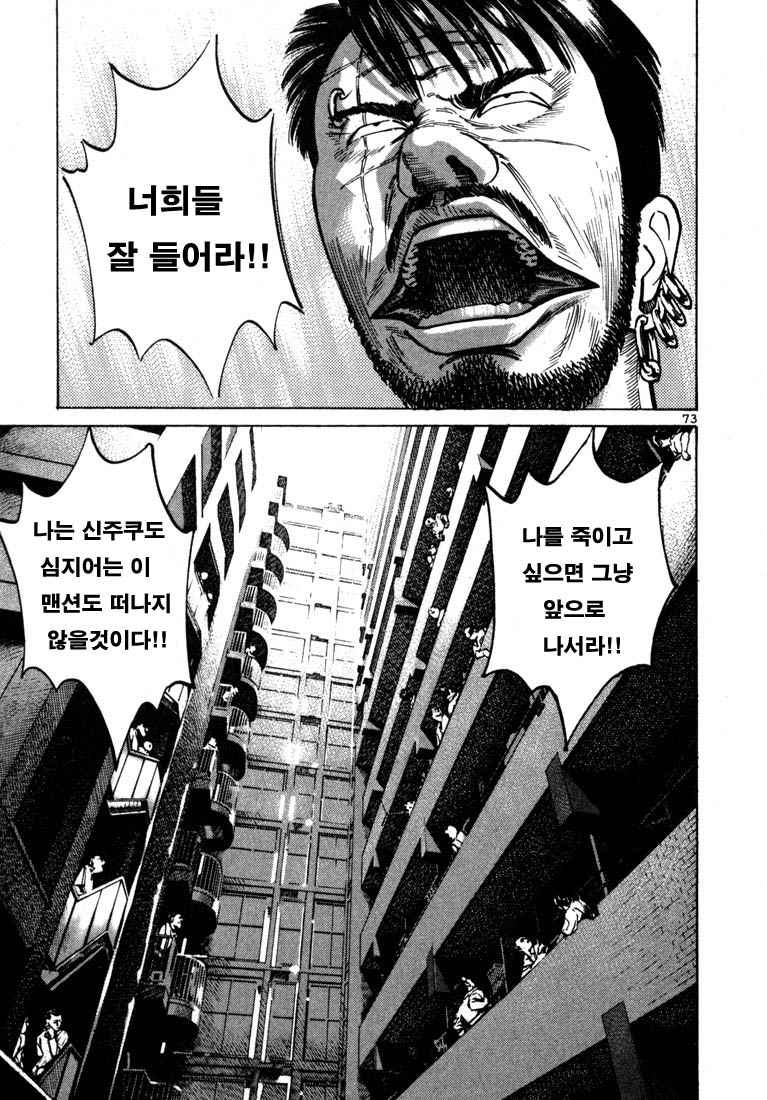 너희들
잘 들어라!!
73
나를 죽이고
싶으면 그냥
앞으로
나서라!!
나는 신주쿠도
심지어는 이
맨션도 떠나지
않을것이다!!